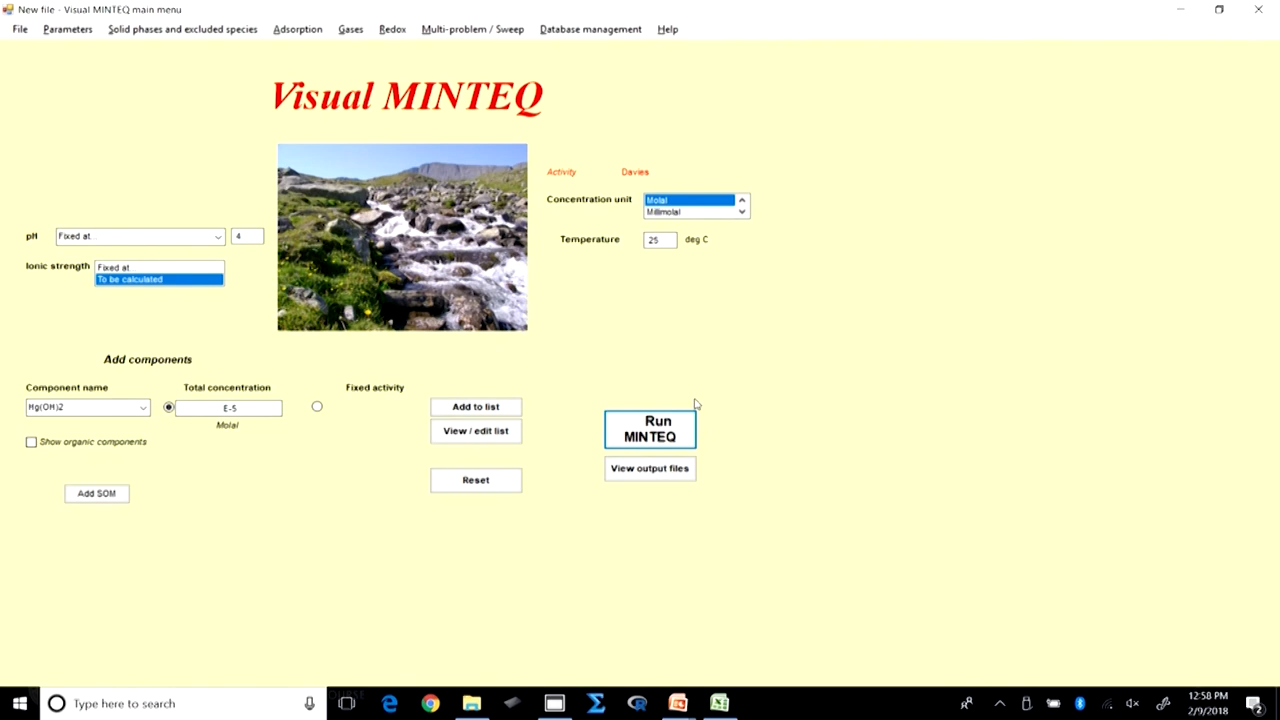 New file - Visual MINTEQ main menu
File Parameters Solid phases and excluded species Adsorption Gases Redox Multi-problem / Sweep Database management Help
Visual MINTEQ
Activity Davies
Concentration unit Molal
Millimolal
pH Fixed at... 4
Temperature 25 deg C
Ionic strength Fixed at...
To be calculated
Add components
Component name Total concentration Fixed activity
Hg(OH)2 E-5 Add to list
Molal
View / edit list
Run
MINTEQ
Show organic components
View output files
Reset
Add SOM
Type here to search
12:58 PM
2/9/2018
2